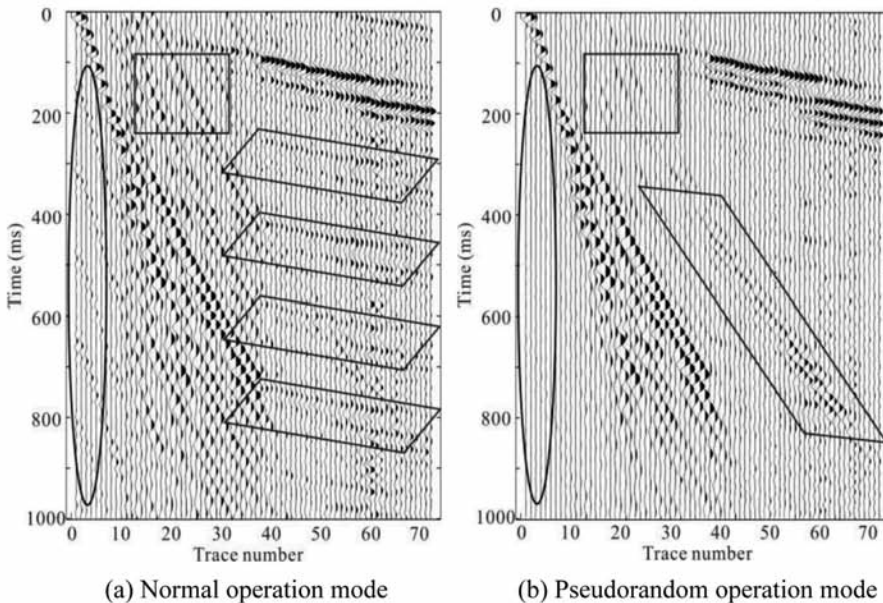 0
200
400
600
800
1000
Time (ms)
0 10 20 30 40 50 60 70
Trace number
(a) Normal operation mode
0
200
400
600
800
1000
Time (ms)
0 10 20 30 40 50 60 70
Trace number
(b) Pseudorandom operation mode